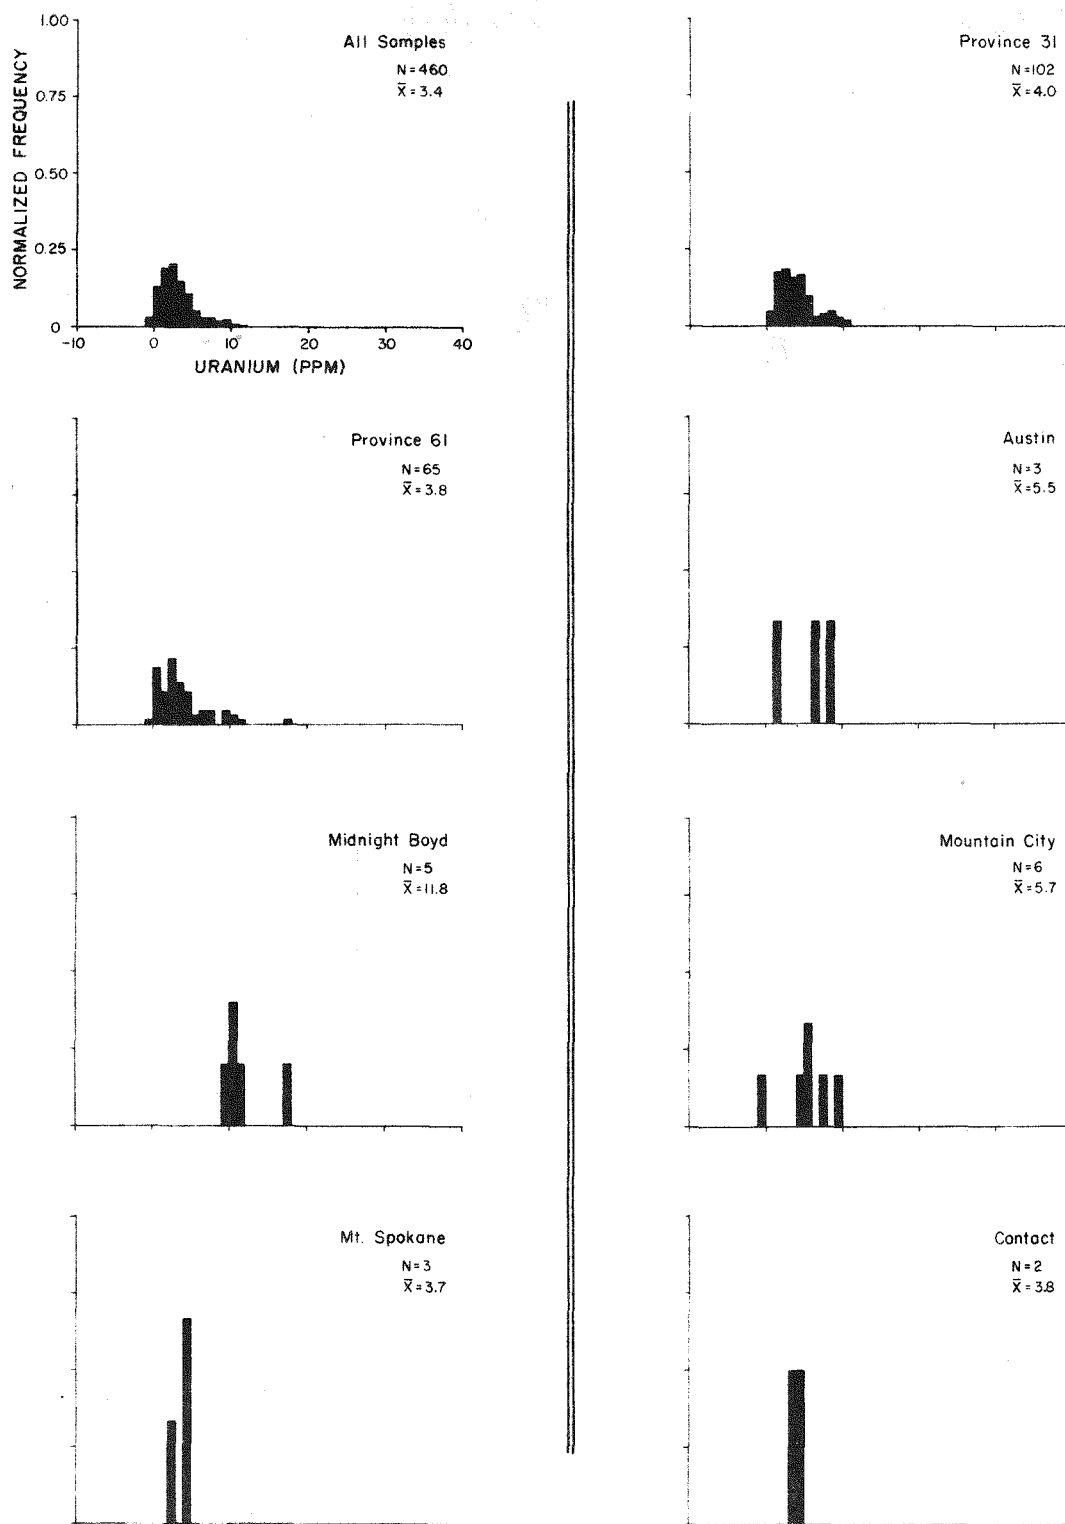 1.00
0.75
0.50
0.25
0
NORMALIZED FREQUENCY
All Samples
N=460
X̄=3.4
-10 0 10 20 30 40
URANIUM (PPM)
Province 31
N=102
X̄=4.0
Province 61
N=65
X̄=3.8
Austin
N=3
X̄=5.5
Midnight Boyd
N=5
X̄=11.8
Mountain City
N=6
X̄=5.7
Mt. Spokane
N=3
X̄=3.7
Contact
N=2
X̄=3.8